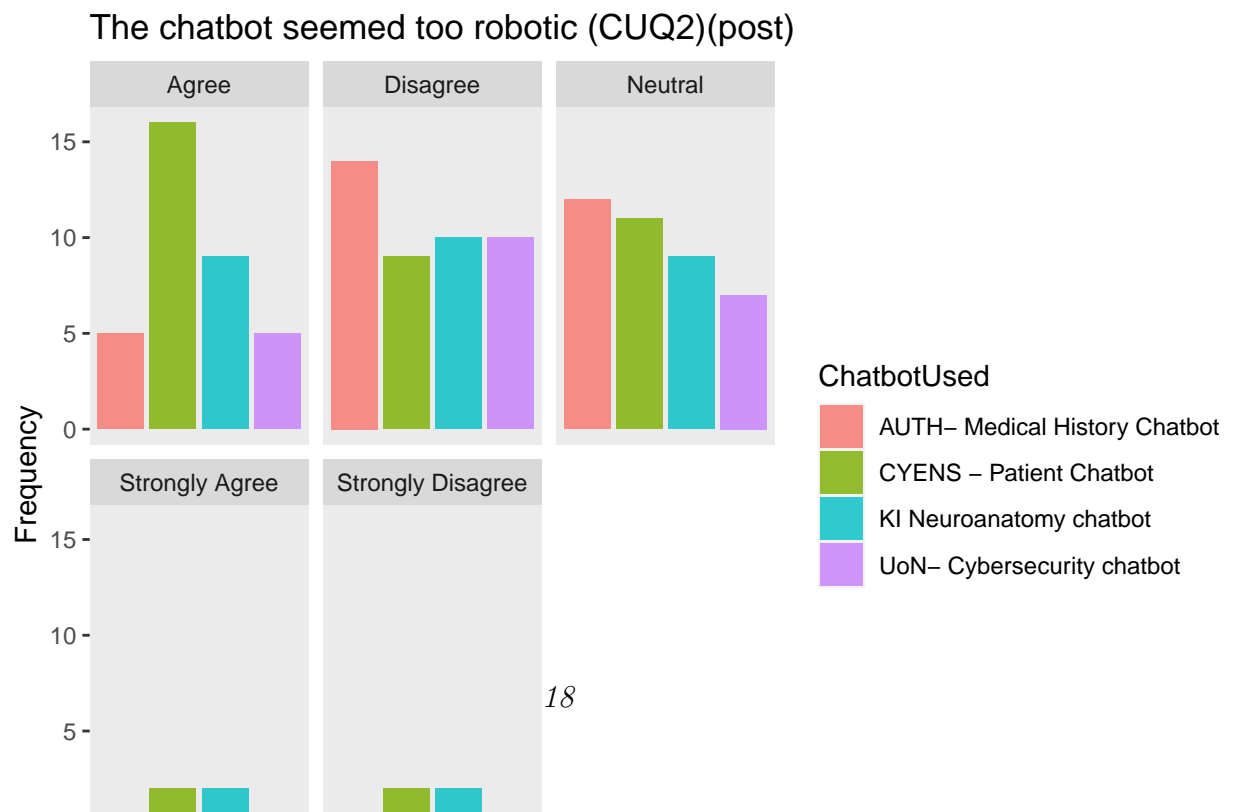 The chatbot seemed too robotic (CUQ2)(post)
Agree
Disagree
Neutral
15
10
5
0
Frequency
Strongly Agree
Strongly Disagree
15
10
5
18
ChatbotUsed
AUTH− Medical History Chatbot
CYENS − Patient Chatbot
KI Neuroanatomy chatbot
UoN− Cybersecurity chatbot